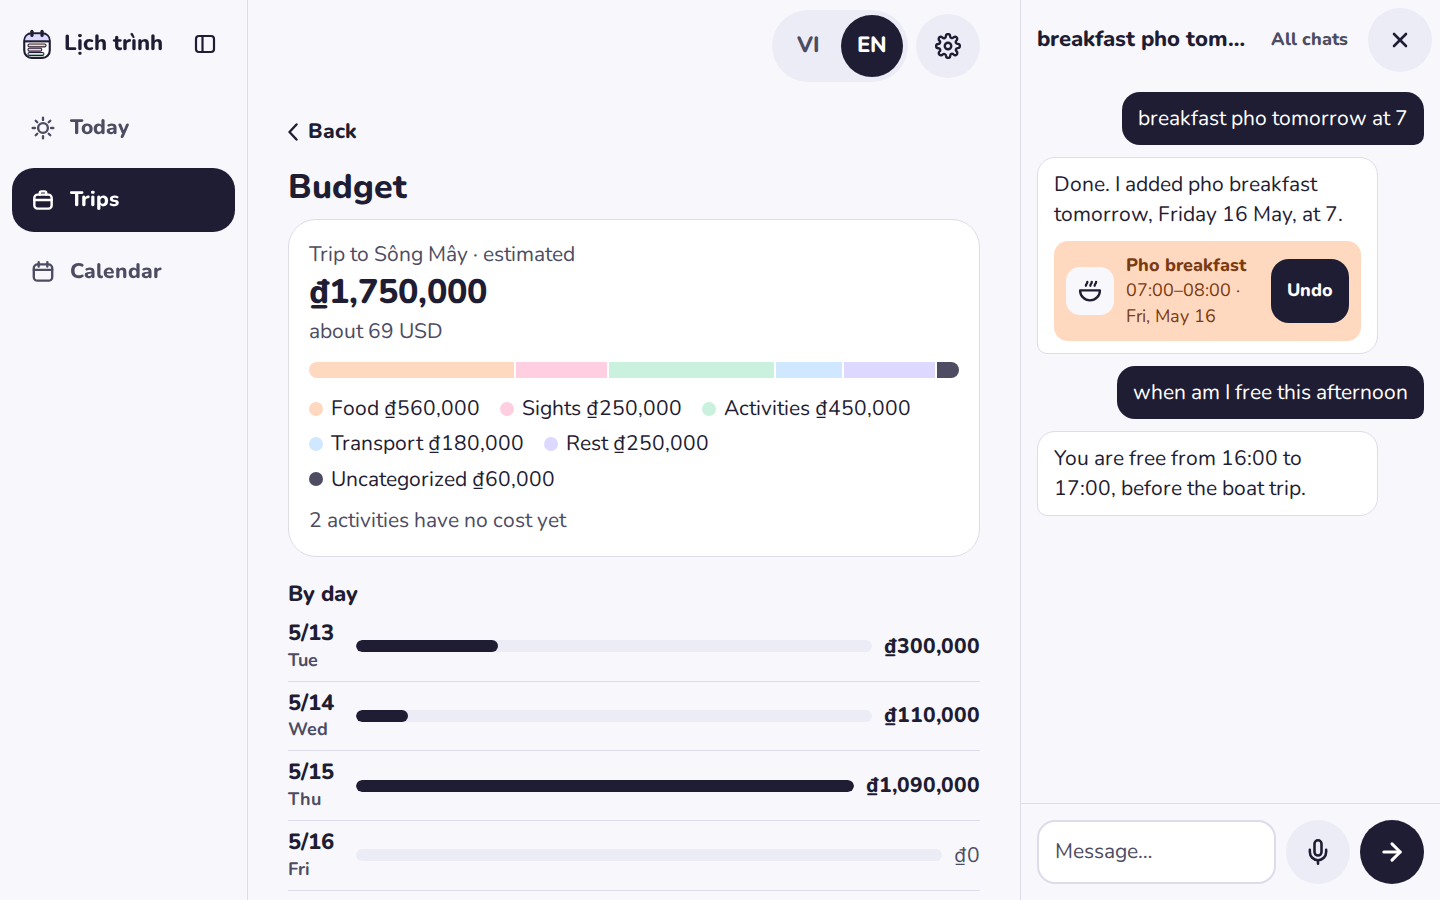 Lịch trình
Today
Trips
Calendar
VI
EN
Back
Budget
Trip to Sông Mây · estimated
₫1,750,000
about 69 USD
Food ₫560,000
Sights ₫250,000
Activities ₫450,000
Transport ₫180,000
Rest ₫250,000
Uncategorized ₫60,000
2 activities have no cost yet
By day
5/13
Tue
₫300,000
5/14
Wed
₫110,000
5/15
Thu
₫1,090,000
5/16
Fri
₫0
breakfast pho tom...
All chats
breakfast pho tomorrow at 7
Done. I added pho breakfast
tomorrow, Friday 16 May, at 7.
Pho breakfast
07:00–08:00 ·
Fri, May 16
Undo
when am I free this afternoon
You are free from 16:00 to
17:00, before the boat trip.
Message...